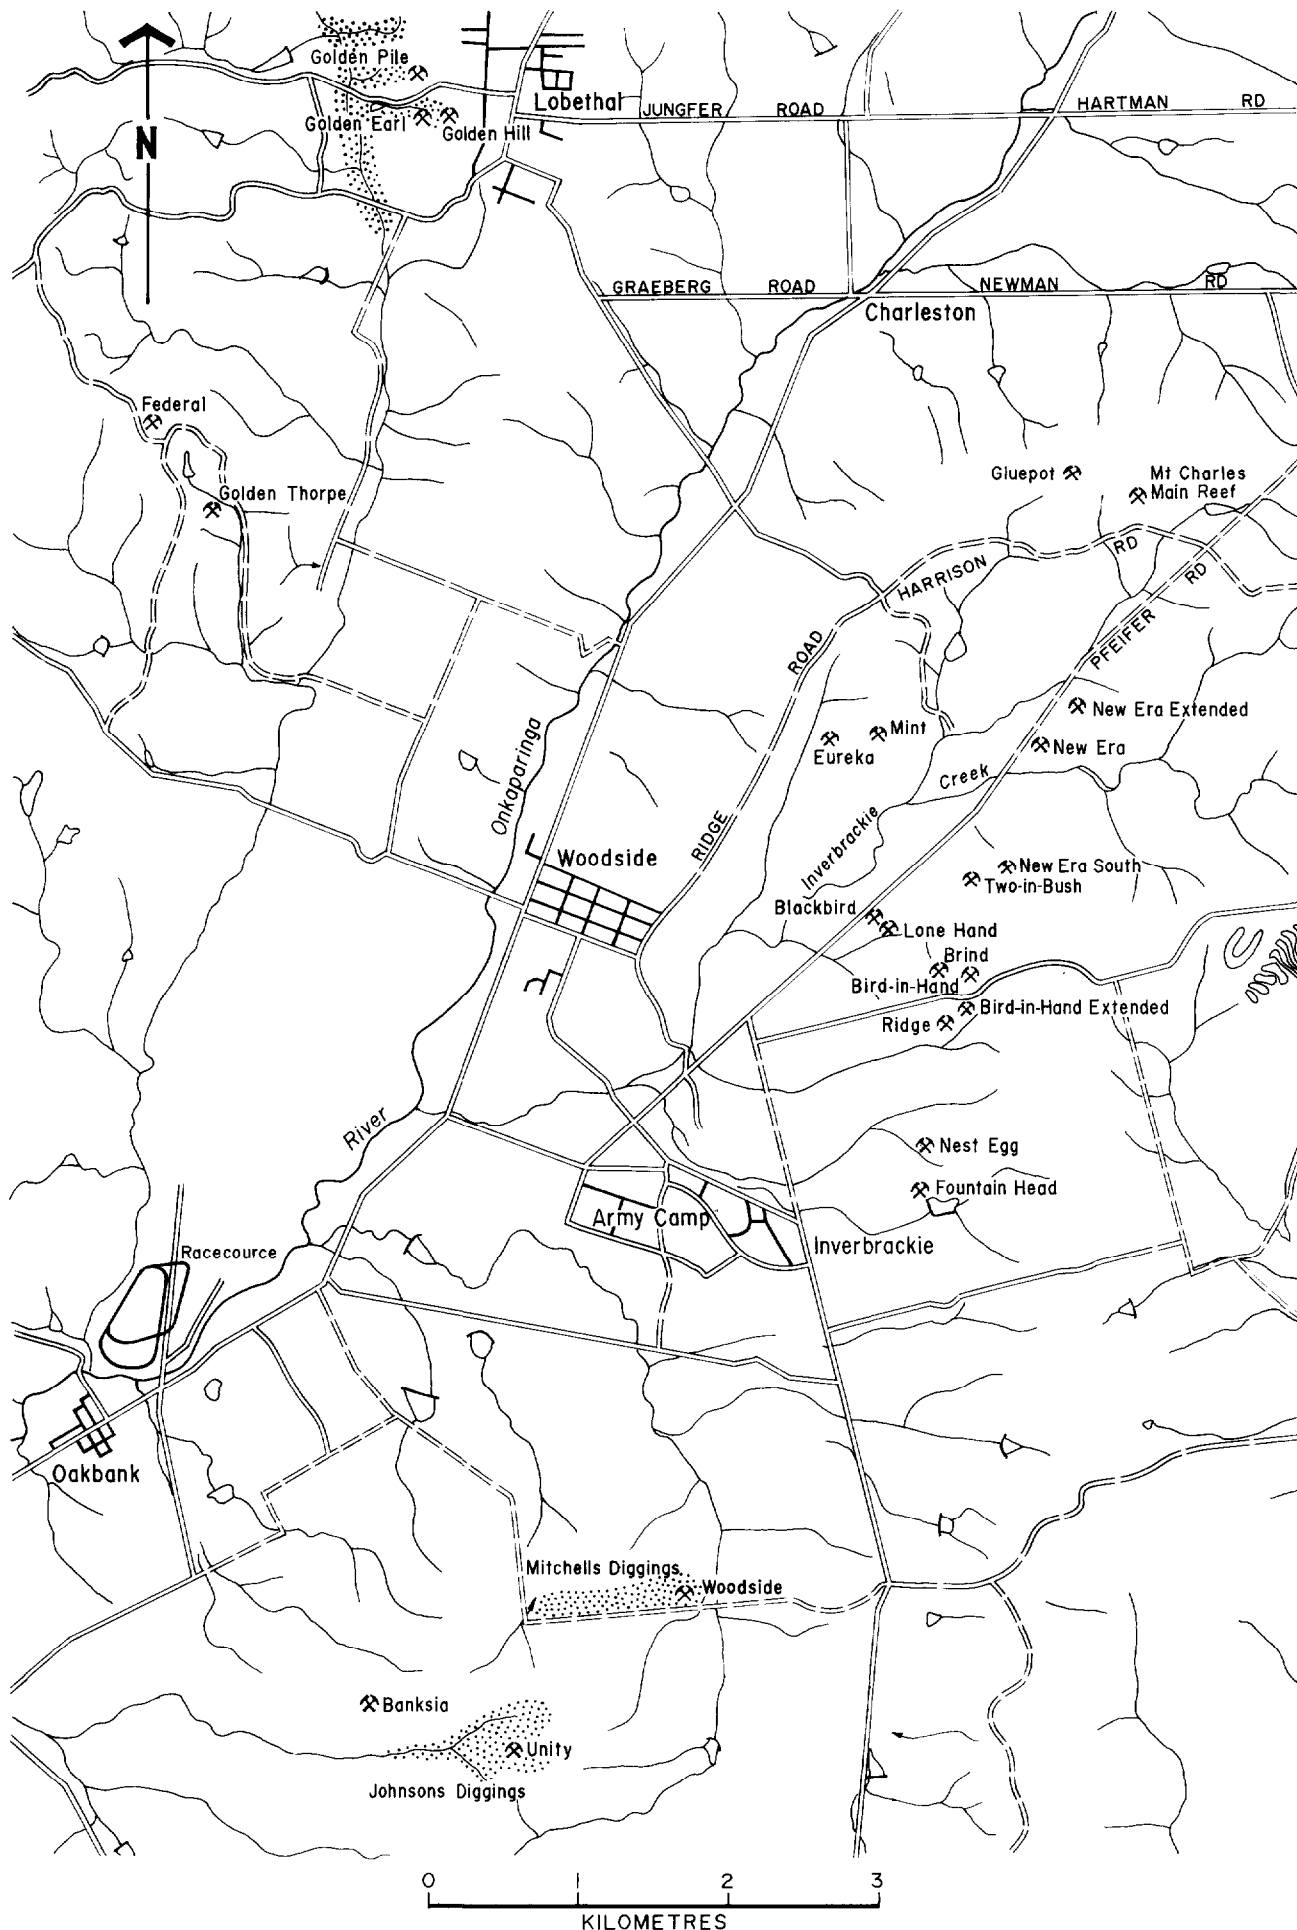 Golden Pile
Lobethal
JUNGFER ROAD
HARTMAN RD
Golden Earl
Golden Hill
N
GRAEBERG ROAD
NEWMAN RD
Charleston
Federal
Golden Thorpe
Gluepot
Mt Charles
Main Reef
HARRISON RD
PFEIFER RD
RIDGE ROAD
New Era Extended
Mint
Eureka
New Era
Onkaparinga River
Inverbrackie Creek
Woodside
New Era South
Two-in-Bush
Blackbird
Lone Hand
Brind
Bird-in-Hand
Bird-in-Hand Extended
Ridge
Nest Egg
Fountain Head
Army Camp
Inverbrackie
Racecource
Oakbank
Mitchells Diggings
Woodside
Banksia
Unity
Johnsons Diggings
0 1 2 3
KILOMETRES